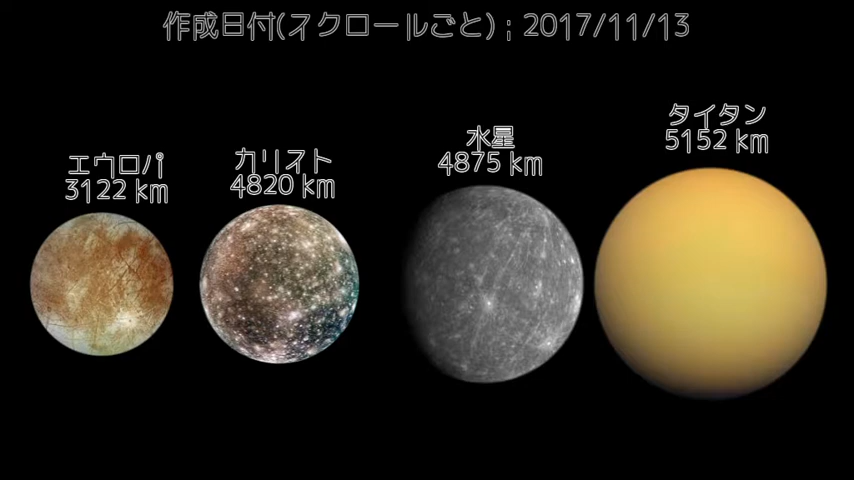 作成日付(スクロールごと) ; 2017/11/13
エウロパ
3122 km
カリスト
4820 km
水星
4875 km
タイタン
5152 km